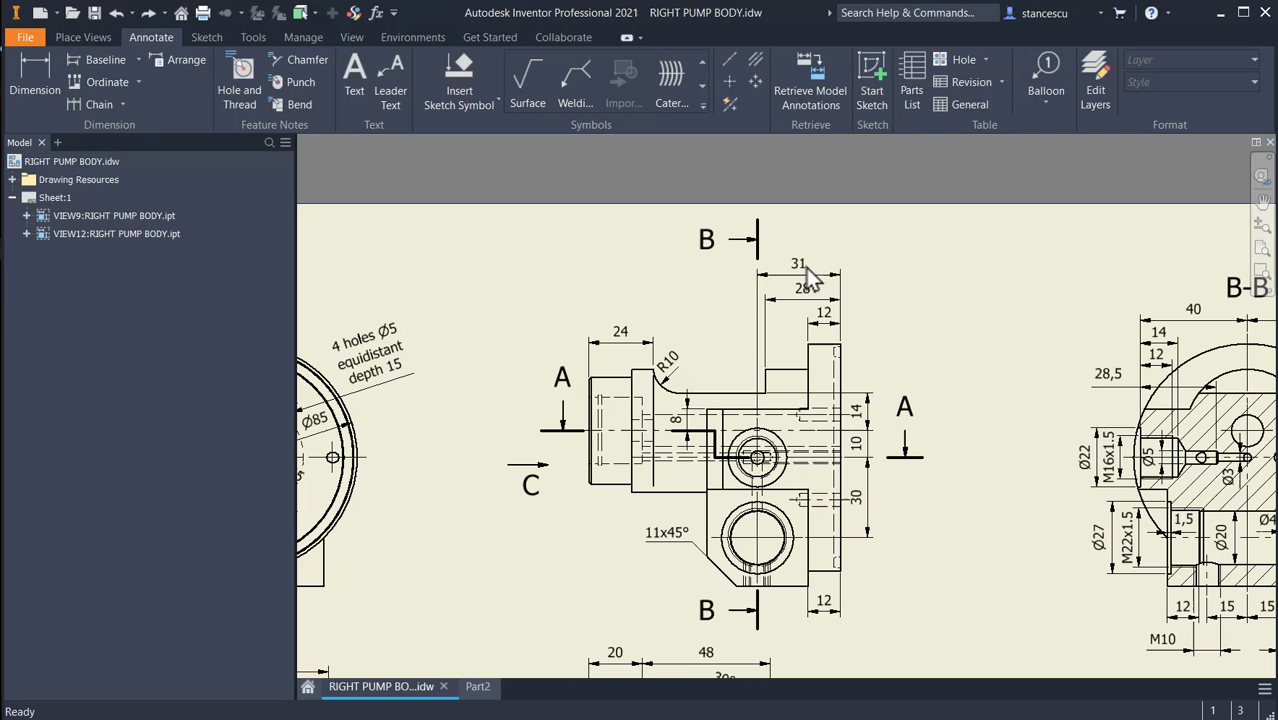 Autodesk Inventor Professional 2021 RIGHT PUMP BODY.idw
Search Help & Commands...
stancescu
File Place Views Annotate Sketch Tools Manage View Environments Get Started Collaborate
Dimension
Baseline
Ordinate
Chain
Arrange
Hole and Thread
Chamfer
Punch
Bend
Text
Leader Text
Insert Sketch Symbol
Surface
Weldi...
Impor...
Cater...
Retrieve Model Annotations
Start Sketch
Parts List
Hole
Revision
General
Balloon
Edit Layers
Layer
Style
Dimension
Feature Notes
Text
Symbols
Retrieve
Sketch
Table
Format
Model
RIGHT PUMP BODY.idw
Drawing Resources
Sheet:1
VIEW9:RIGHT PUMP BODY.ipt
VIEW12:RIGHT PUMP BODY.ipt
4 holes Ø5
equidistant
depth 15
Ø85
B
31
28
12
24
R10
A
A
8
14
10
30
C
11x45°
B
12
20
48
B-B
40
14
12
28,5
Ø22
M16x1.5
Ø5
Ø3
Ø27
M22x1.5
1,5
Ø20
12
15
15
M10
RIGHT PUMP BO...idw
Part2
Ready
1 3